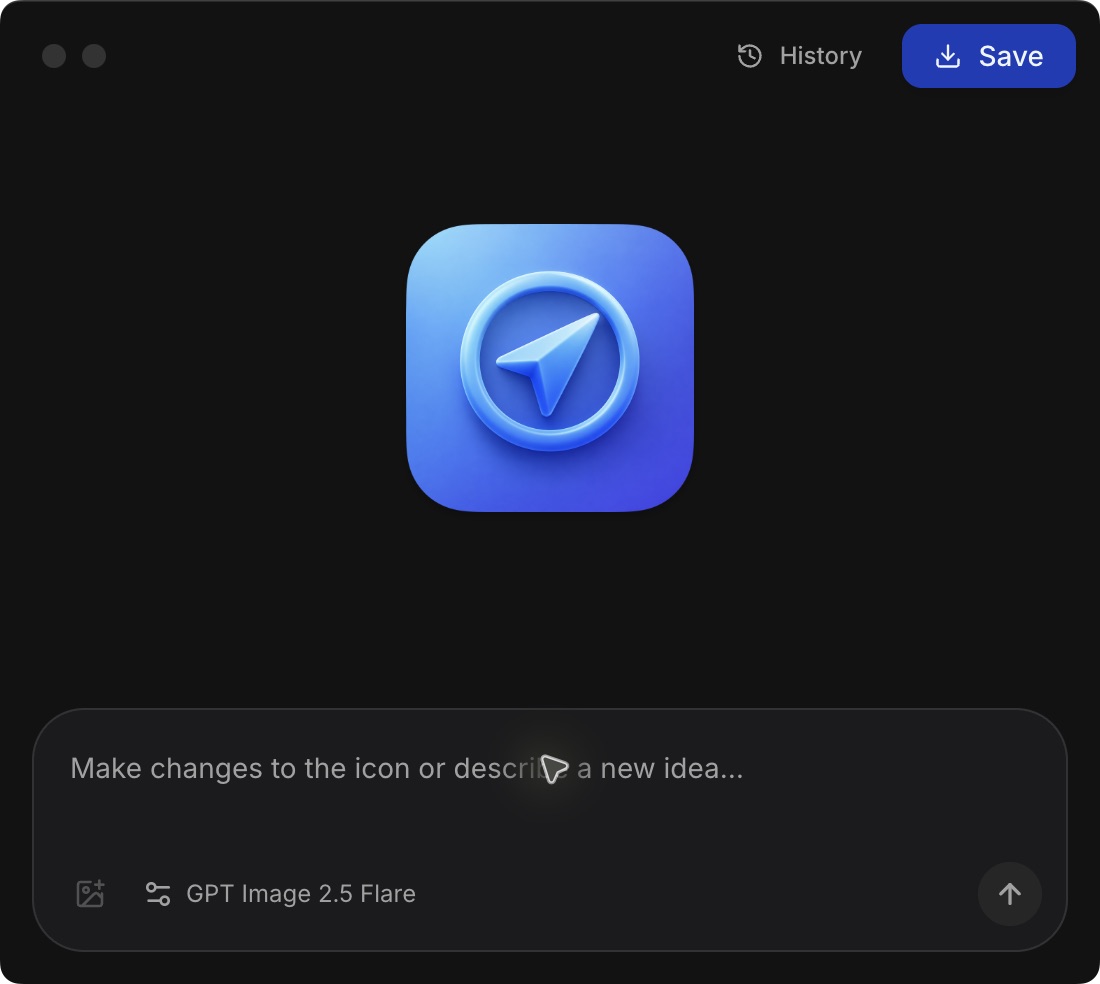 History
Save
Make changes to the icon or describe a new idea...
GPT Image 2.5 Flare